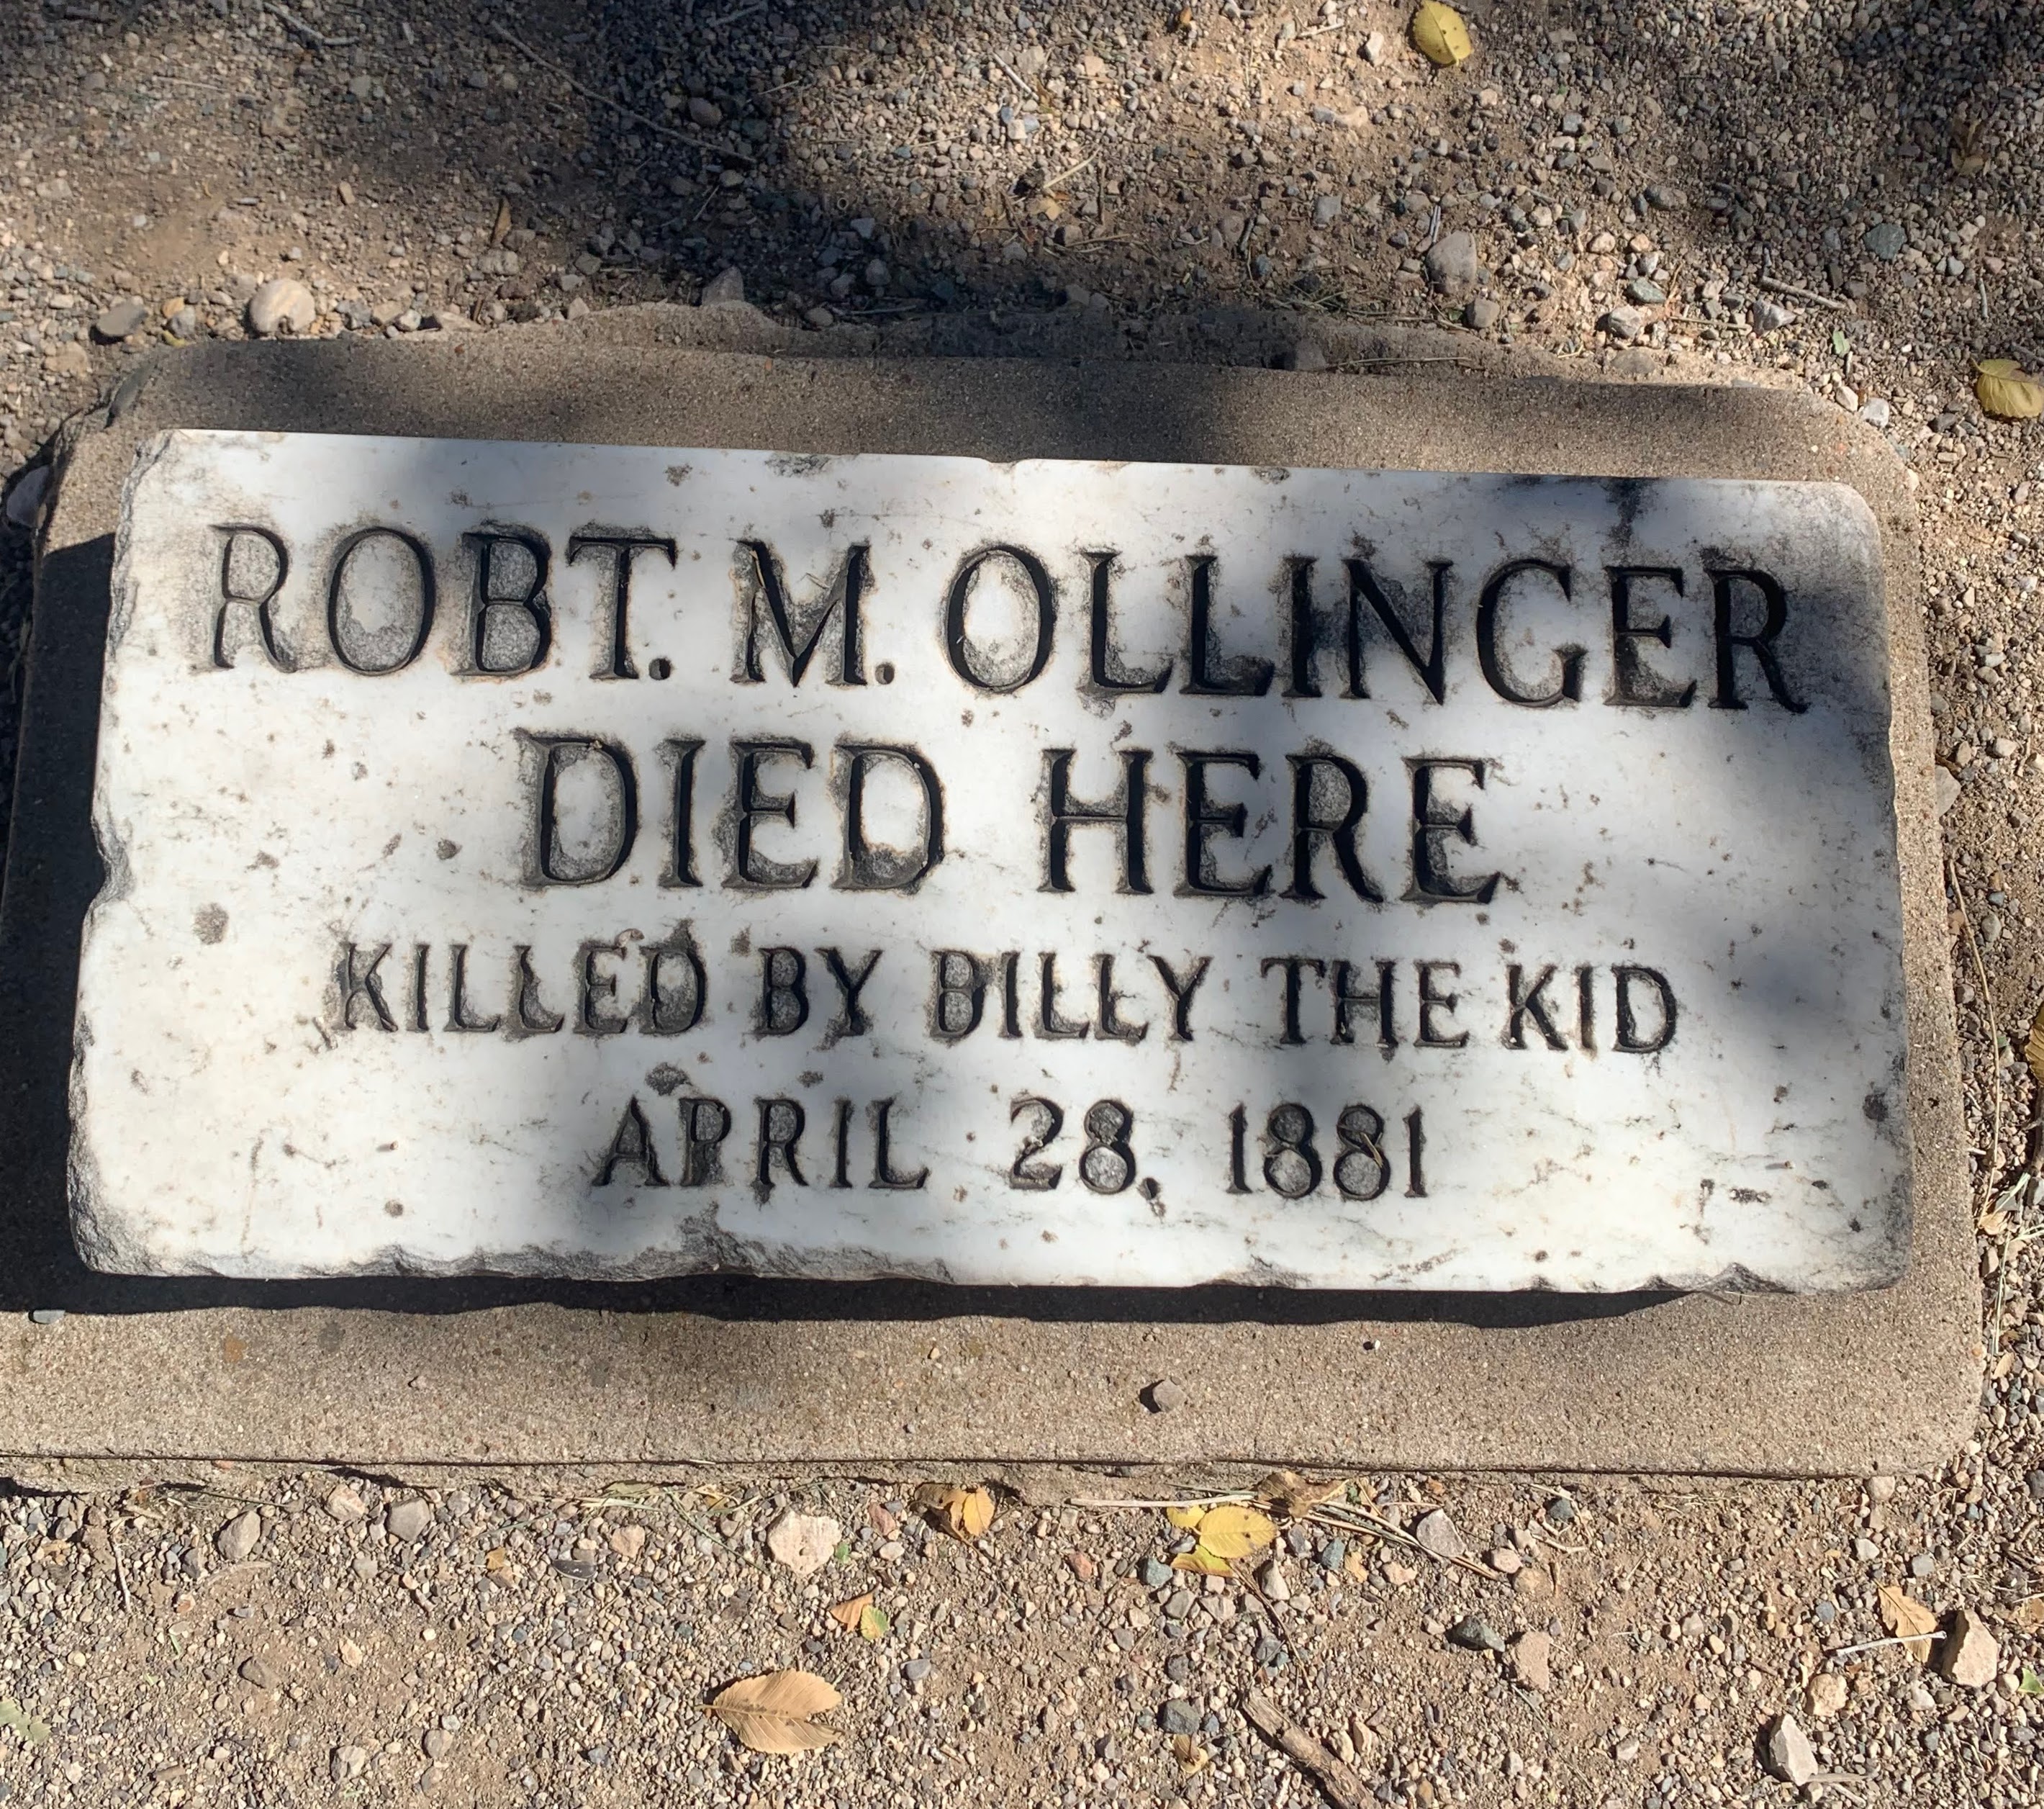 ROBT. M. OLLINGER
DIED HERE
KILLED BY BILLY THE KID
APRIL 28, 1881